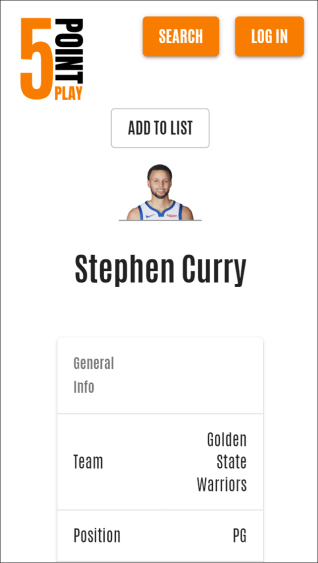 5 POINT PLAY
SEARCH
LOG IN
ADD TO LIST
Stephen Curry
General
Info
Team
Golden
State
Warriors
Position
PG